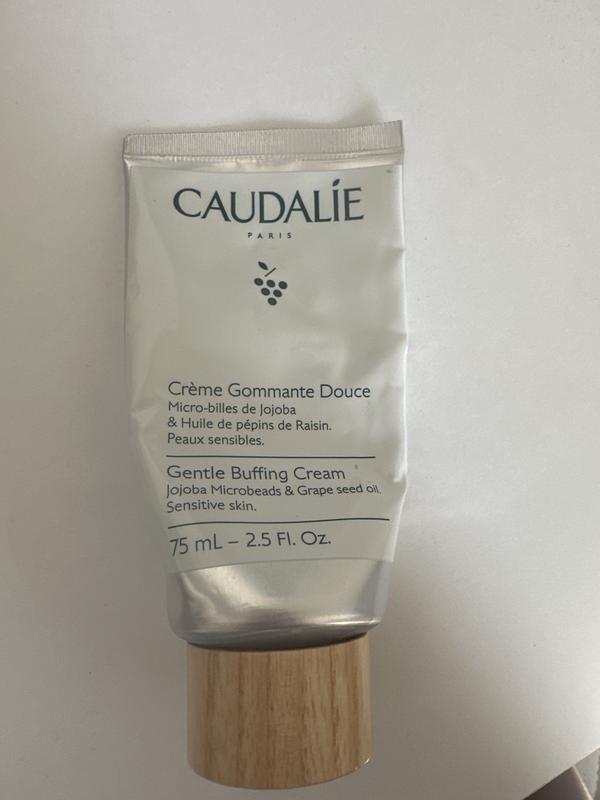 CAUDALÍE
PARIS
Crème Gommante Douce
Micro-billes de Jojoba
& Huile de pépins de Raisin.
Peaux sensibles.
Gentle Buffing Cream
Jojoba Microbeads & Grape seed oil.
Sensitive skin.
75 mL – 2.5 Fl. Oz.